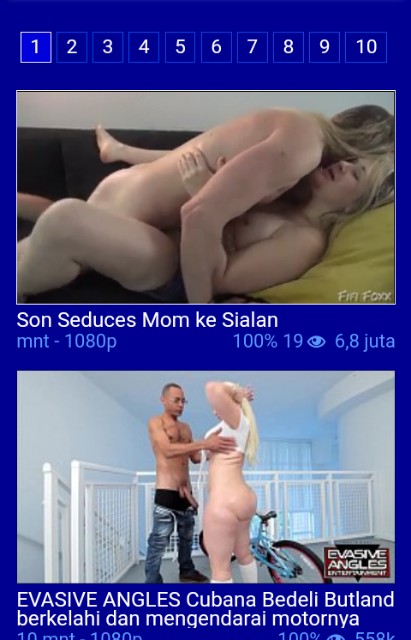 1 2 3 4 5 6 7 8 9 10
FIFI FOXX
Son Seduces Mom ke Sialan
mnt - 1080p 100% 19 6,8 juta
EVASIVE
ANGLES
ENTERTAINMENT
EVASIVE ANGLES Cubana Bedeli Butland
berkelahi dan mengendarai motornya
10 mnt - 1080p 100% 558k